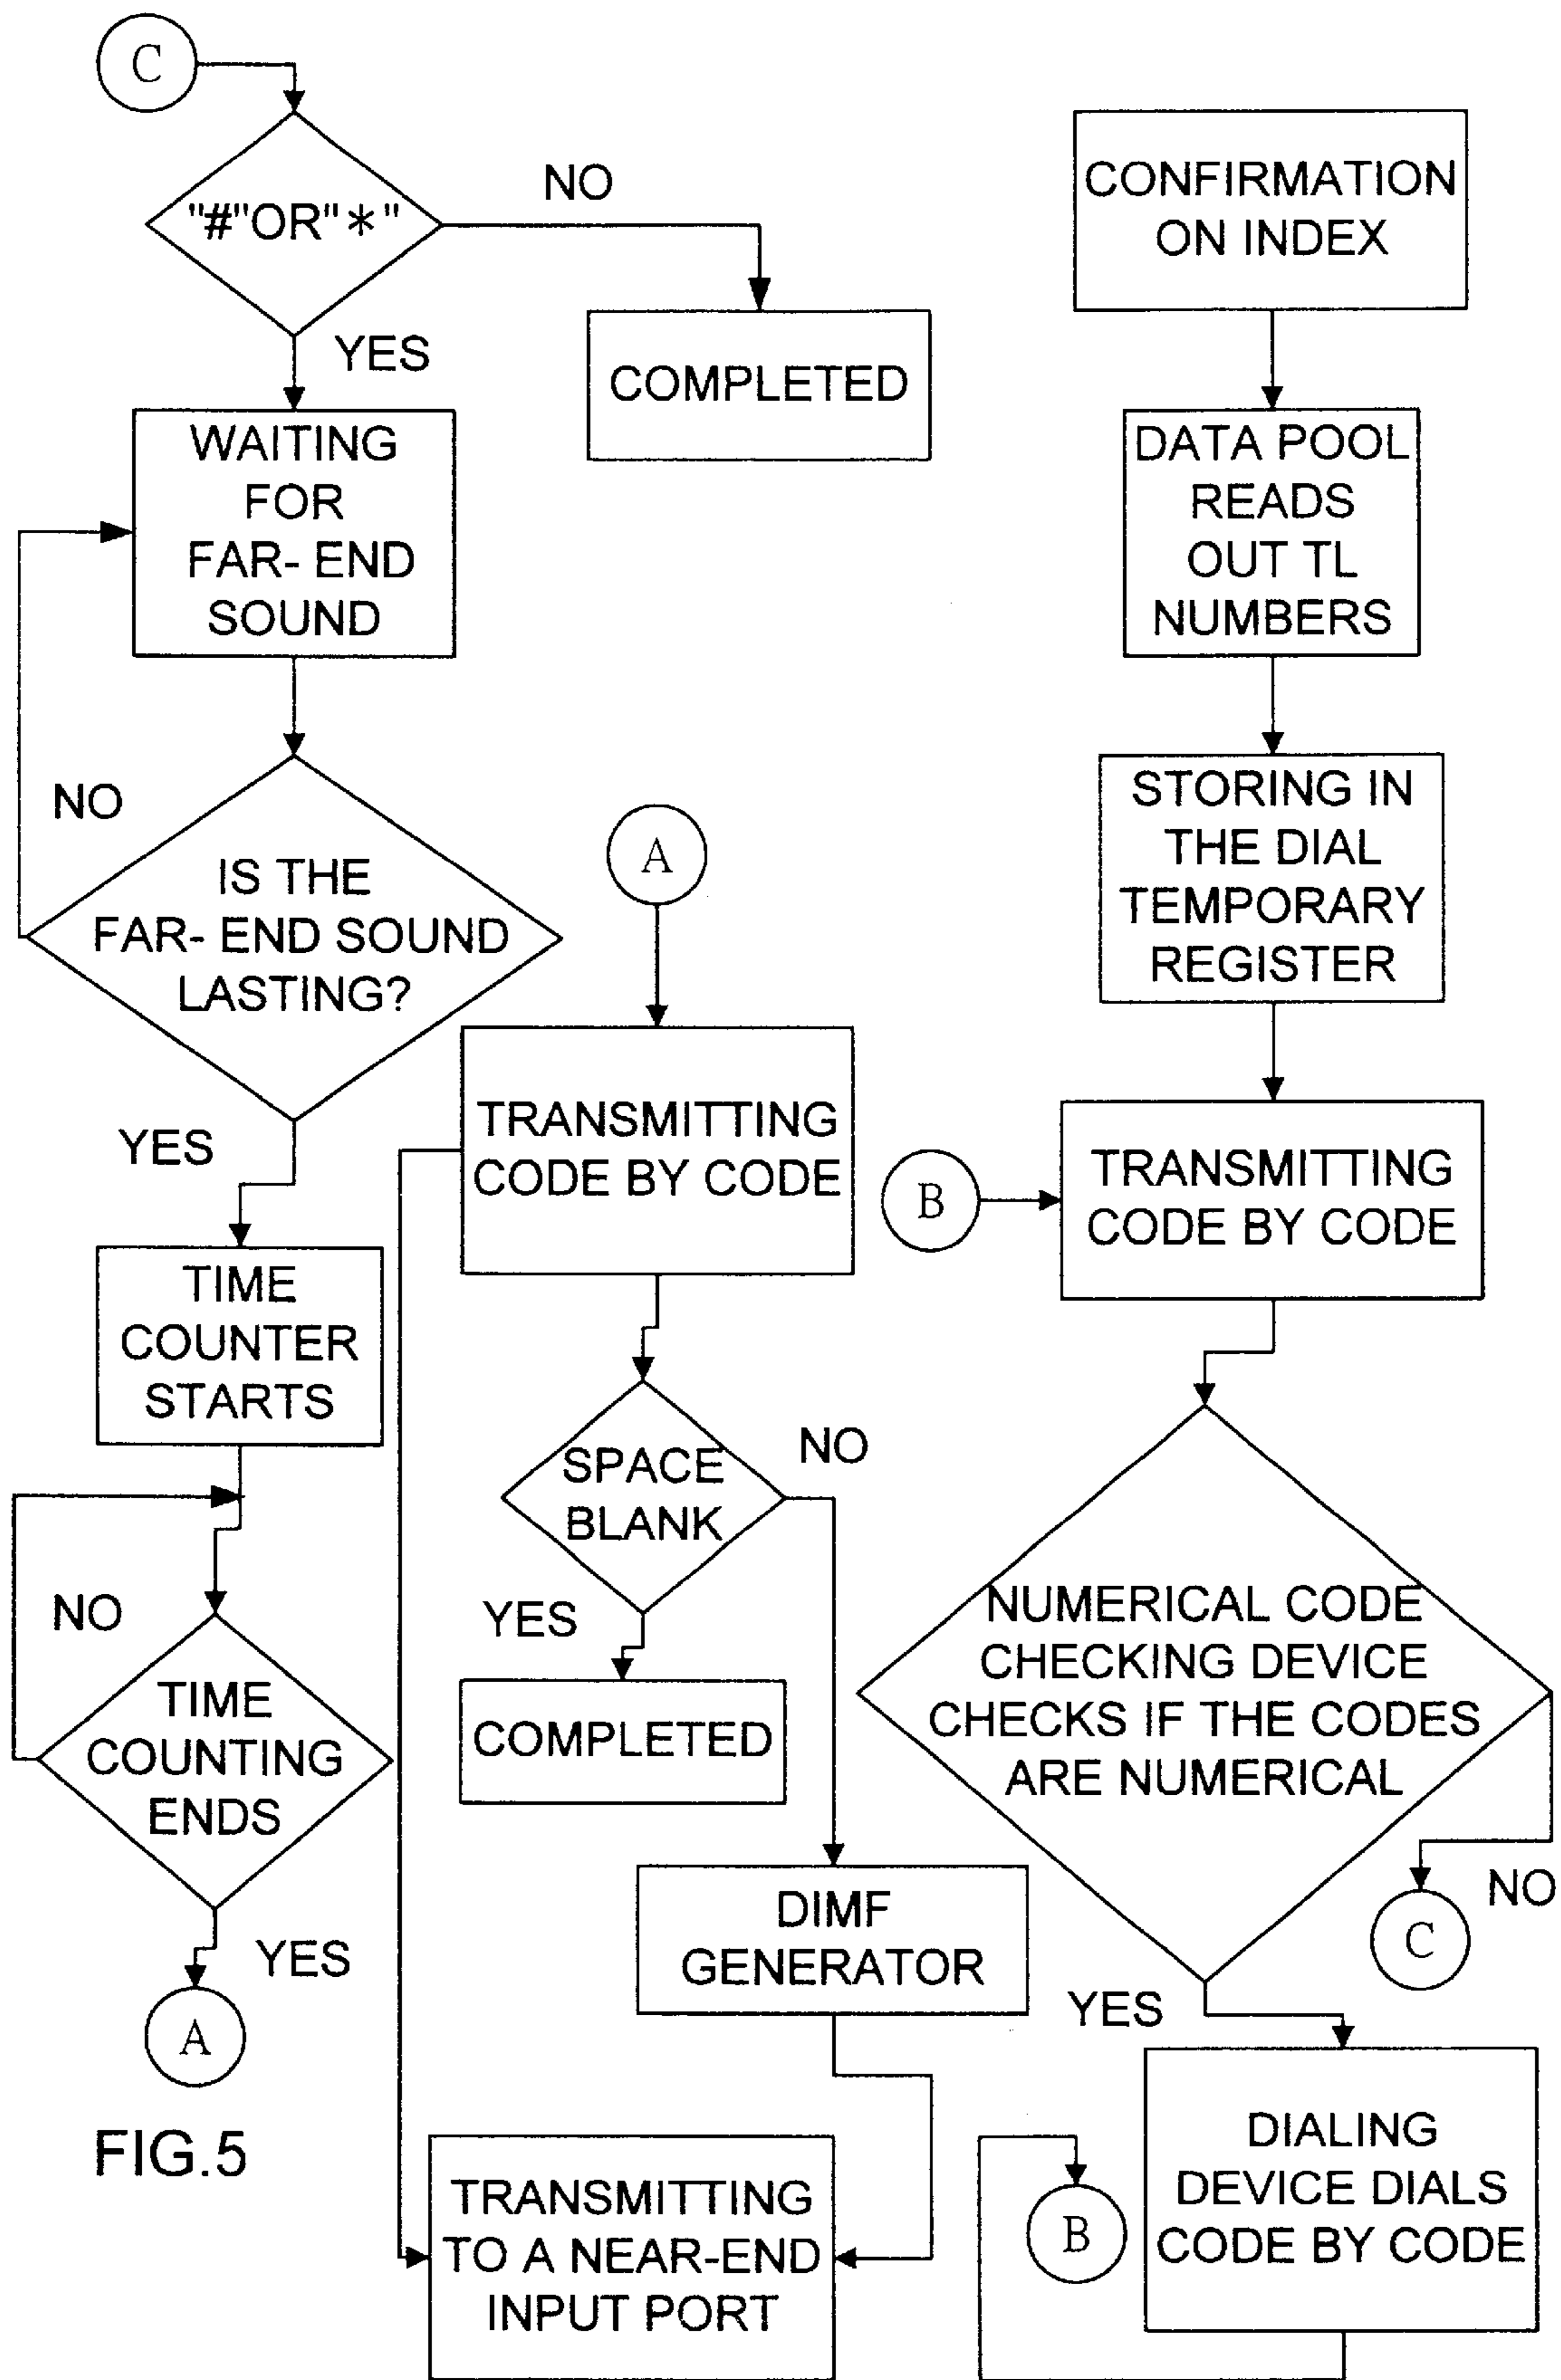 C
"#"OR"*"
NO
YES
COMPLETED
WAITING
FOR
FAR- END
SOUND
NO
IS THE
FAR- END SOUND
LASTING?
YES
TIME
COUNTER
STARTS
NO
TIME
COUNTING
ENDS
YES
A
FIG.5
A
TRANSMITTING
CODE BY CODE
SPACE
BLANK
NO
YES
COMPLETED
DIMF
GENERATOR
TRANSMITTING
TO A NEAR-END
INPUT PORT
CONFIRMATION
ON INDEX
DATA POOL
READS
OUT TL
NUMBERS
STORING IN
THE DIAL
TEMPORARY
REGISTER
B
TRANSMITTING
CODE BY CODE
NUMERICAL CODE
CHECKING DEVICE
CHECKS IF THE CODES
ARE NUMERICAL
NO
C
YES
DIALING
DEVICE DIALS
CODE BY CODE
B